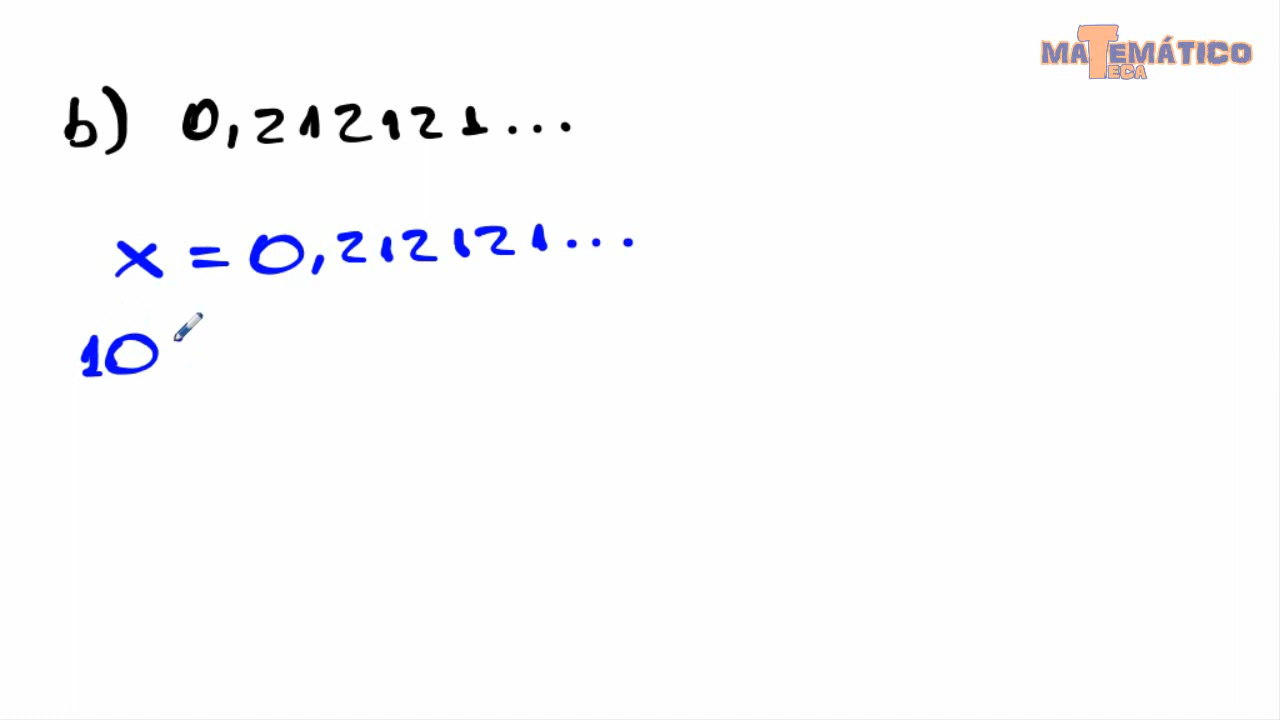 MATEMÁTICO
TECA
b) 0,212121...
x = 0,212121...
10